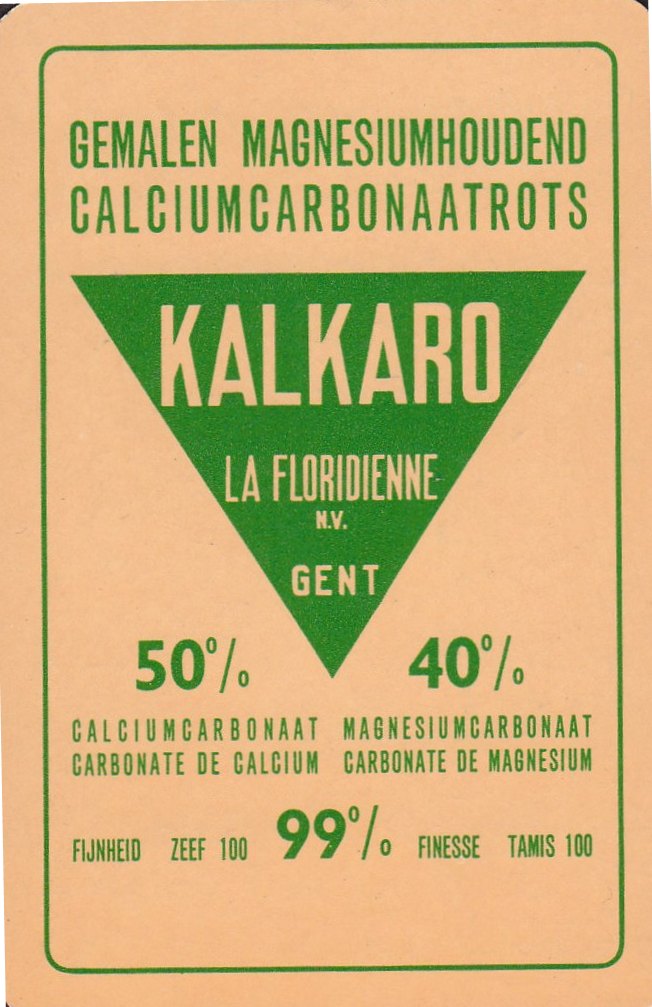 GEMALEN MAGNESIUMHOUDEND
CALCIUMCARBONAATROTS
KALKARO
LA FLORIDIENNE
N.V.
GENT
50% 40%
CALCIUMCARBONAAT MAGNESIUMCARBONAAT
CARBONATE DE CALCIUM CARBONATE DE MAGNESIUM
FIJNHEID ZEEF 100 99% FINESSE TAMIS 100